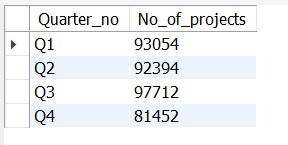 Quarter_no No_of_projects
Q1 93054
Q2 92394
Q3 97712
Q4 81452